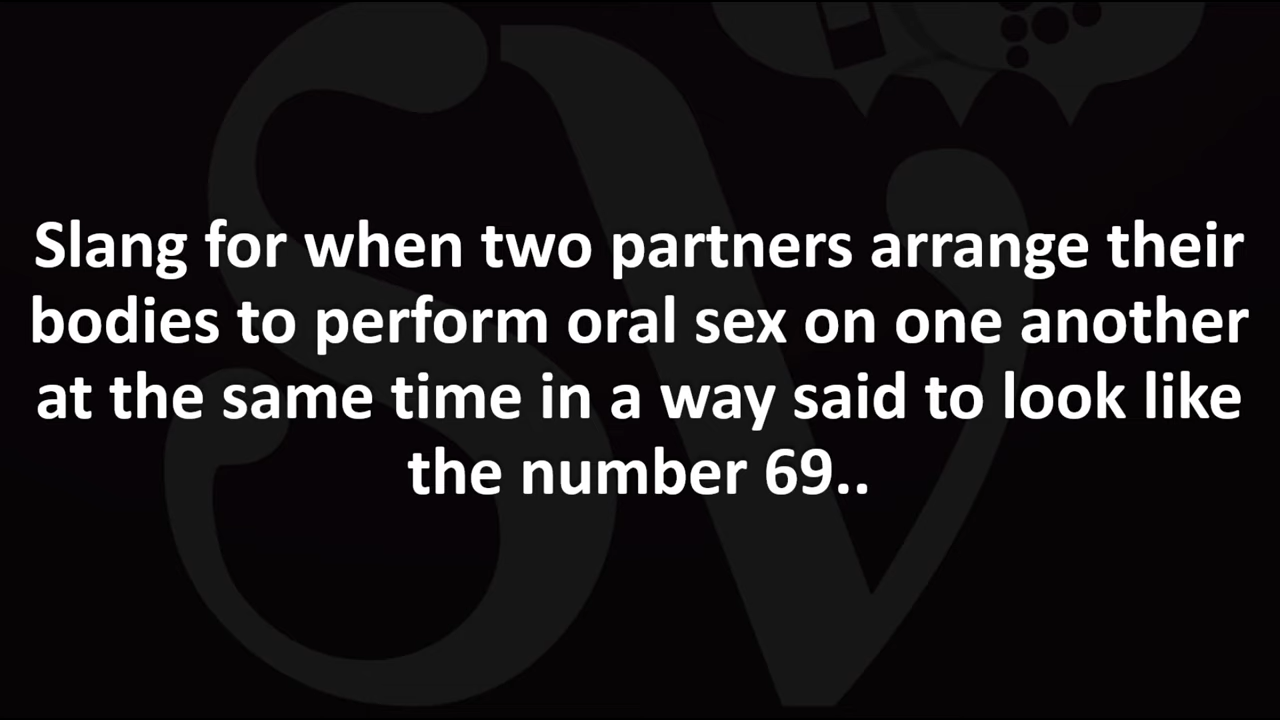 Slang for when two partners arrange their
bodies to perform oral sex on one another
at the same time in a way said to look like
the number 69..